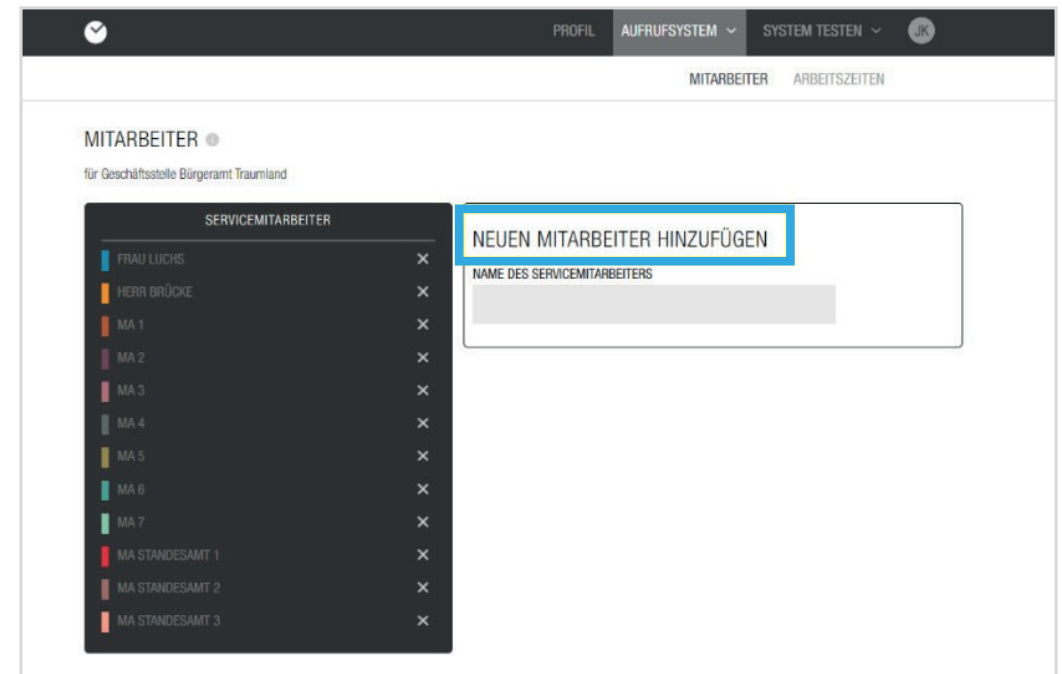 PROFIL AUFRUFSYSTEM SYSTEM TESTEN JK
MITARBEITER ARBEITSZEITEN
MITARBEITER
für Geschäftsstelle Bürgeramt Traumland
SERVICEMITARBEITER
FRAU LUCHS
HERR BRÜCKE
MA 1
MA 2
MA 3
MA 4
MA 5
MA 6
MA 7
MA STANDESAMT 1
MA STANDESAMT 2
MA STANDESAMT 3
NEUEN MITARBEITER HINZUFÜGEN
NAME DES SERVICEMITARBEITERS